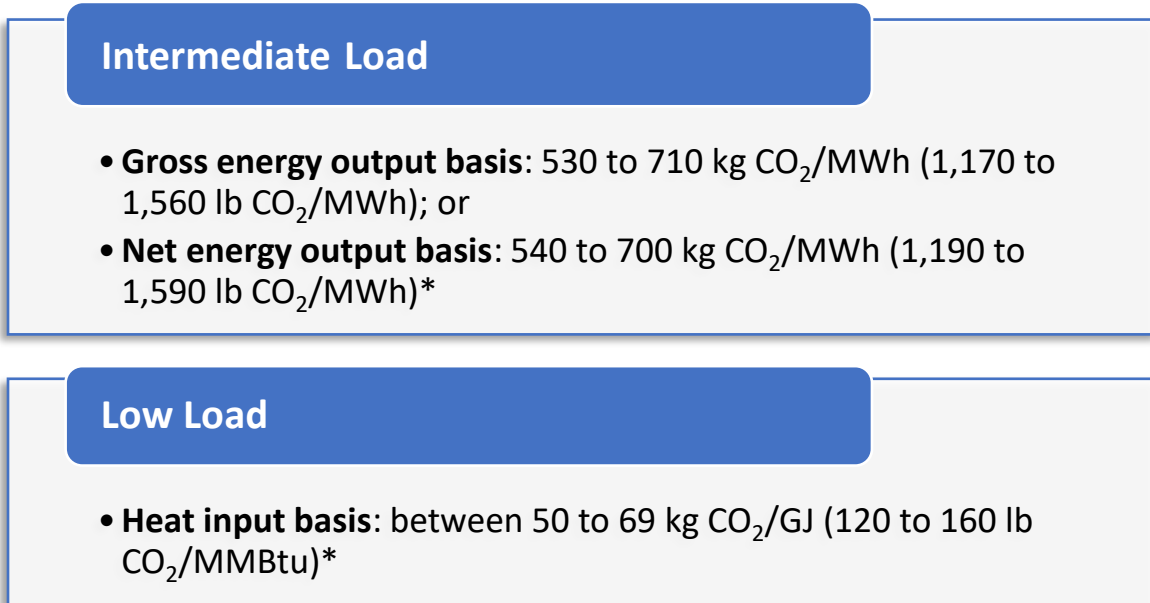 Intermediate Load
• Gross energy output basis: 530 to 710 kg CO₂/MWh (1,170 to
1,560 lb CO₂/MWh); or
• Net energy output basis: 540 to 700 kg CO₂/MWh (1,190 to
1,590 lb CO₂/MWh)*
Low Load
• Heat input basis: between 50 to 69 kg CO₂/GJ (120 to 160 lb
CO₂/MMBtu)*